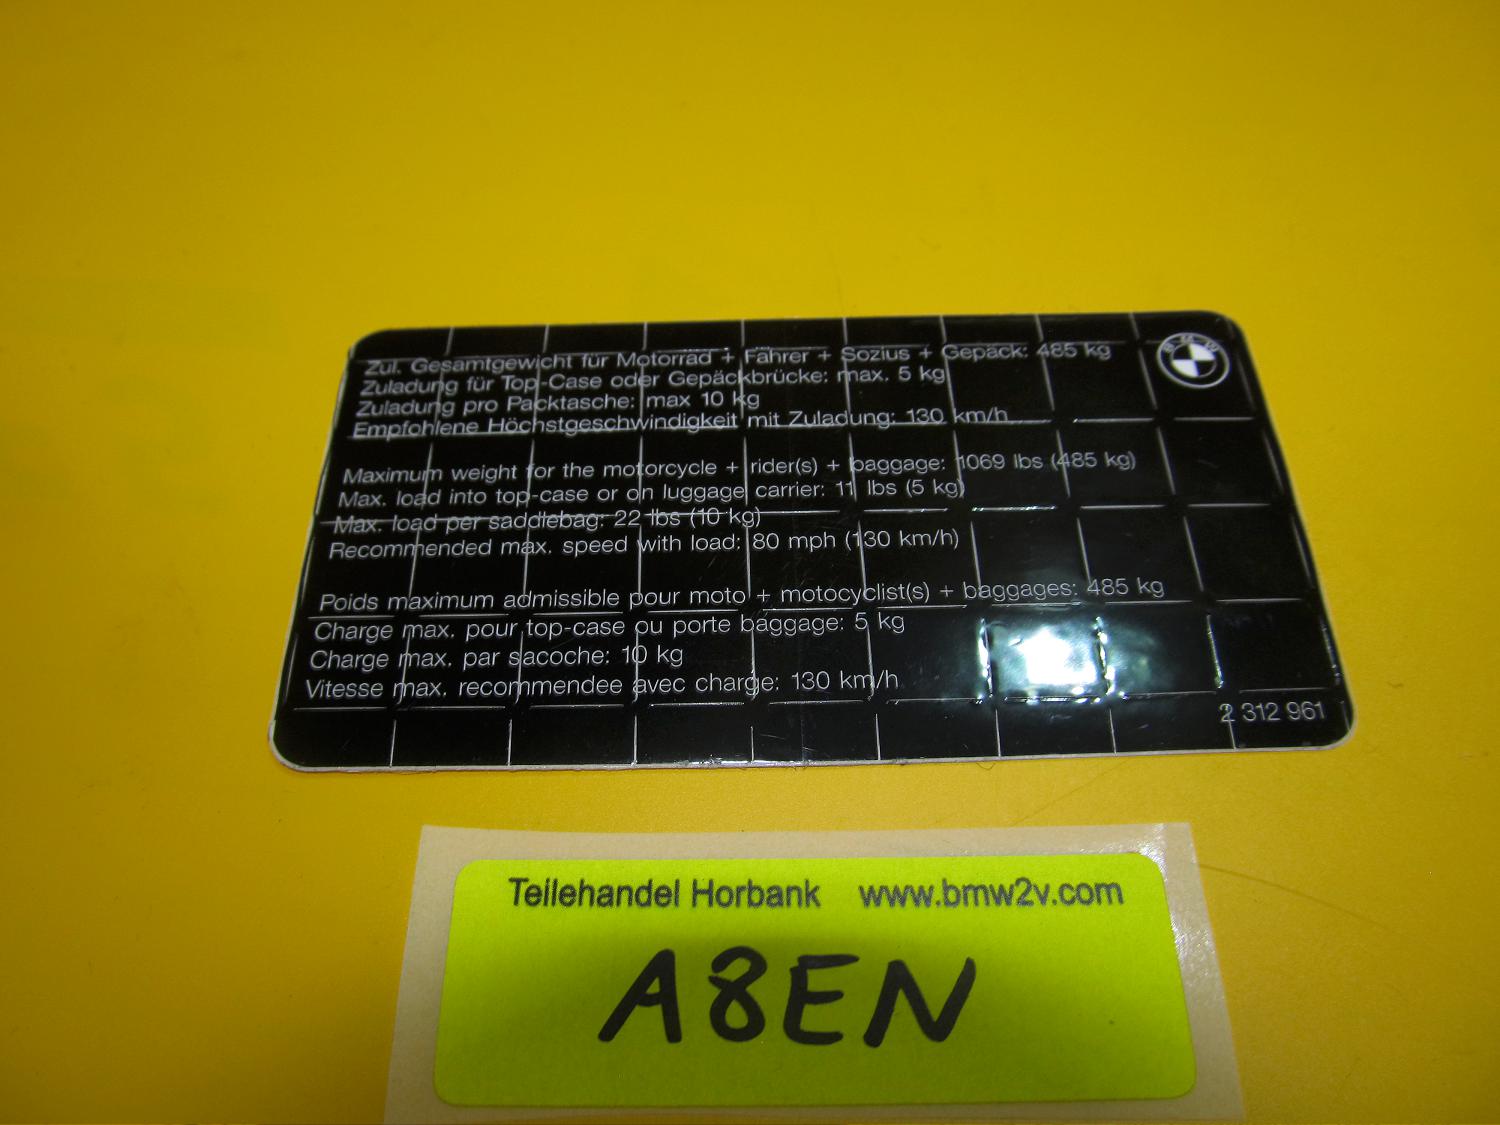 Zul. Gesamtgewicht für Motorrad + Fahrer + Sozius + Gepäck: 485 kg
Zuladung für Top-Case oder Gepäckbrücke: max. 5 kg
Zuladung pro Packtasche: max 10 kg
Empfohlene Höchstgeschwindigkeit mit Zuladung: 130 km/h
BMW
Maximum weight for the motorcycle + rider(s) + baggage: 1069 lbs (485 kg)
Max. load into top-case or on luggage carrier: 11 lbs (5 kg)
Max. load per saddlebag: 22 lbs (10 kg)
Recommended max. speed with load: 80 mph (130 km/h)
Poids maximum admissible pour moto + motocyclist(s) + baggages: 485 kg
Charge max. pour top-case ou porte baggage: 5 kg
Charge max. par sacoche: 10 kg
Vitesse max. recommendee avec charge: 130 km/h
2 312 961
Teilehandel Horbank www.bmw2v.com
A8EN